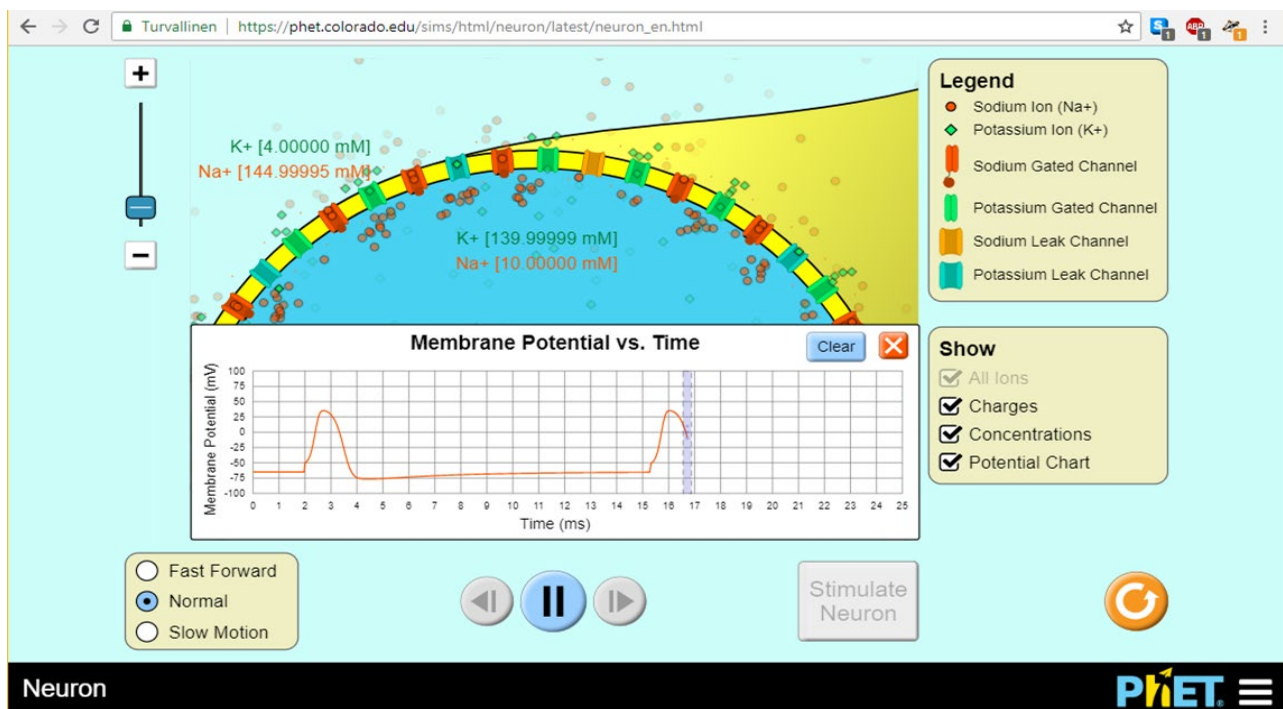 Turvallinen | https://phet.colorado.edu/sims/html/neuron/latest/neuron_en.html
S 1 ABP 1 1
+
−
K+ [4.00000 mM]
Na+ [144.99995 mM]
K+ [139.99999 mM]
Na+ [10.00000 mM]
Legend
Sodium Ion (Na+)
Potassium Ion (K+)
Sodium Gated Channel
Potassium Gated Channel
Sodium Leak Channel
Potassium Leak Channel
Membrane Potential vs. Time
Clear
Membrane Potential (mV)
100
75
50
25
0
-25
-50
-75
-100
0 1 2 3 4 5 6 7 8 9 10 11 12 13 14 15 16 17 18 19 20 21 22 23 24 25
Time (ms)
Show
All Ions
Charges
Concentrations
Potential Chart
Fast Forward
Normal
Slow Motion
Stimulate
Neuron
Neuron
PhET